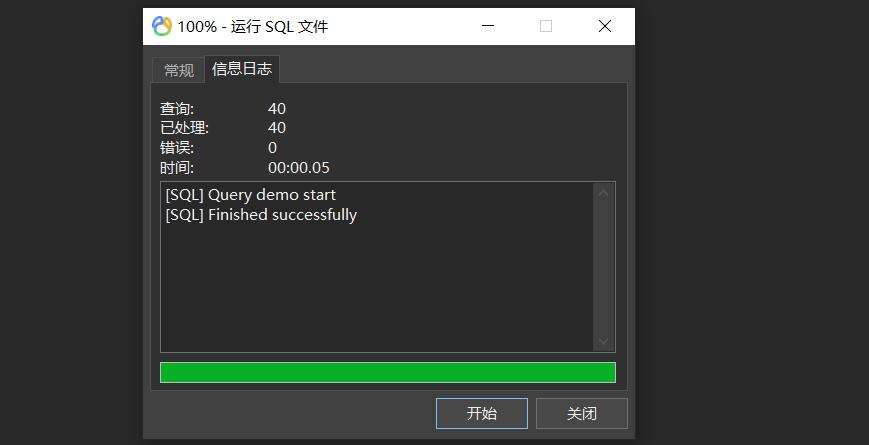 100% - 运行 SQL 文件
常规 信息日志
查询: 40
已处理: 40
错误: 0
时间: 00:00.05
[SQL] Query demo start
[SQL] Finished successfully
开始 关闭